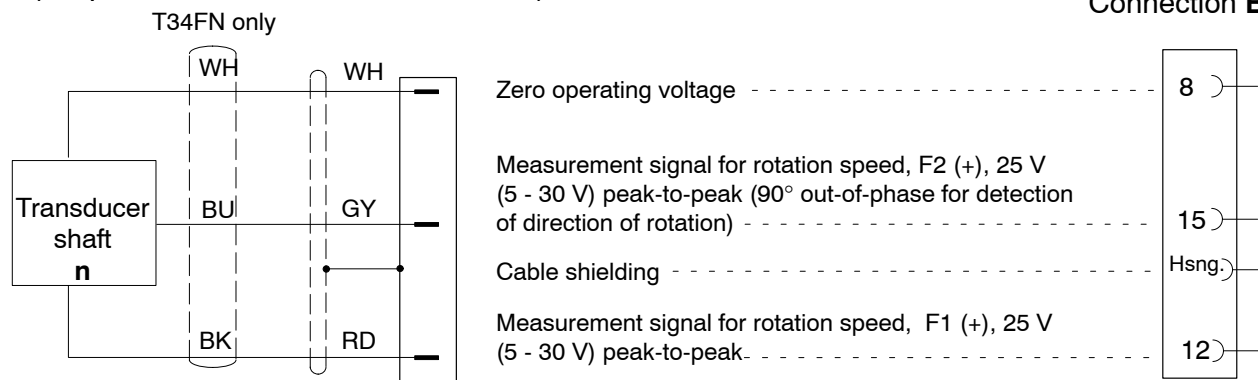 T34FN only
Connection
WH
WH
Zero operating voltage
8
Measurement signal for rotation speed, F2 (+), 25 V
(5 - 30 V) peak-to-peak (90° out-of-phase for detection
of direction of rotation)
Transducer
shaft
n
BU
GY
15
Cable shielding
Hsng.
Measurement signal for rotation speed, F1 (+), 25 V
(5 - 30 V) peak-to-peak
BK
RD
12